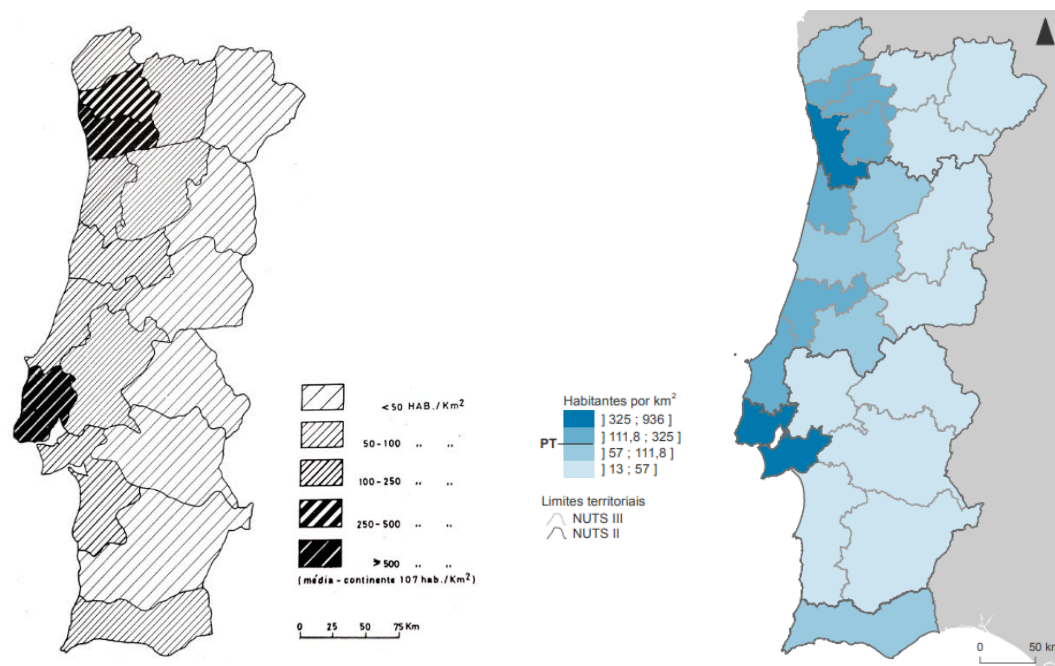 < 50 HAB./Km²
50-100 ,, ,,
100-250 ,, ,,
250-500 ,, ,,
> 500 ,, ,,
(média - continente 107 hab./Km²)
0 25 50 75 Km
Habitantes por km²
] 325 ; 936 ]
] 111,8 ; 325 ]
PT
] 57 ; 111,8 ]
] 13 ; 57 ]
Limites territoriais
NUTS III
NUTS II
0 50 km